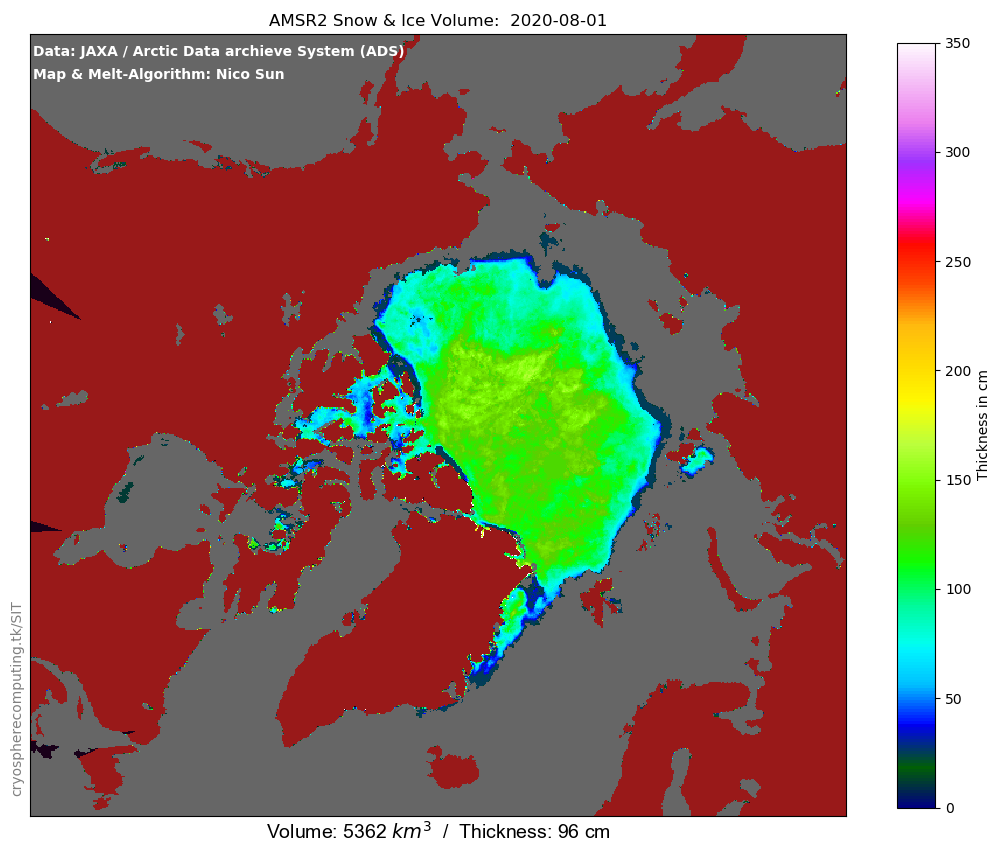 AMSR2 Snow & Ice Volume:  2020-08-01
Data: JAXA / Arctic Data archieve System (ADS)
Map & Melt-Algorithm: Nico Sun
350
300
250
200
150
100
50
0
Thickness in cm
cryospherecomputing.tk/SIT
Volume: 5362 km³  /  Thickness: 96 cm